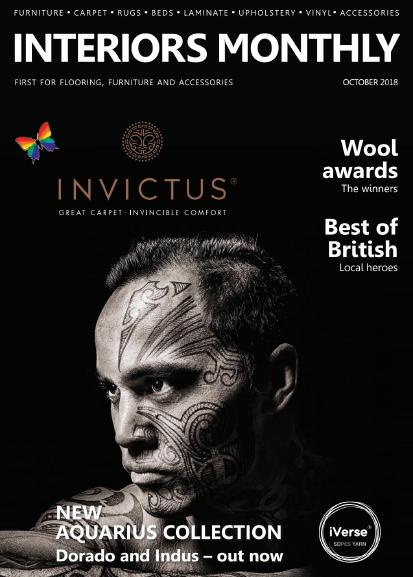 FURNITURE • CARPET • RUGS • BEDS • LAMINATE • UPHOLSTERY • VINYL • ACCESSORIES
INTERIORS MONTHLY
FIRST FOR FLOORING, FURNITURE AND ACCESSORIES
OCTOBER 2018
INVICTUS®
GREAT CARPET · INVINCIBLE COMFORT
Wool
awards
The winners
Best of
British
Local heroes
NEW
AQUARIUS COLLECTION
Dorado and Indus – out now
iVerse®
SDPES YARN